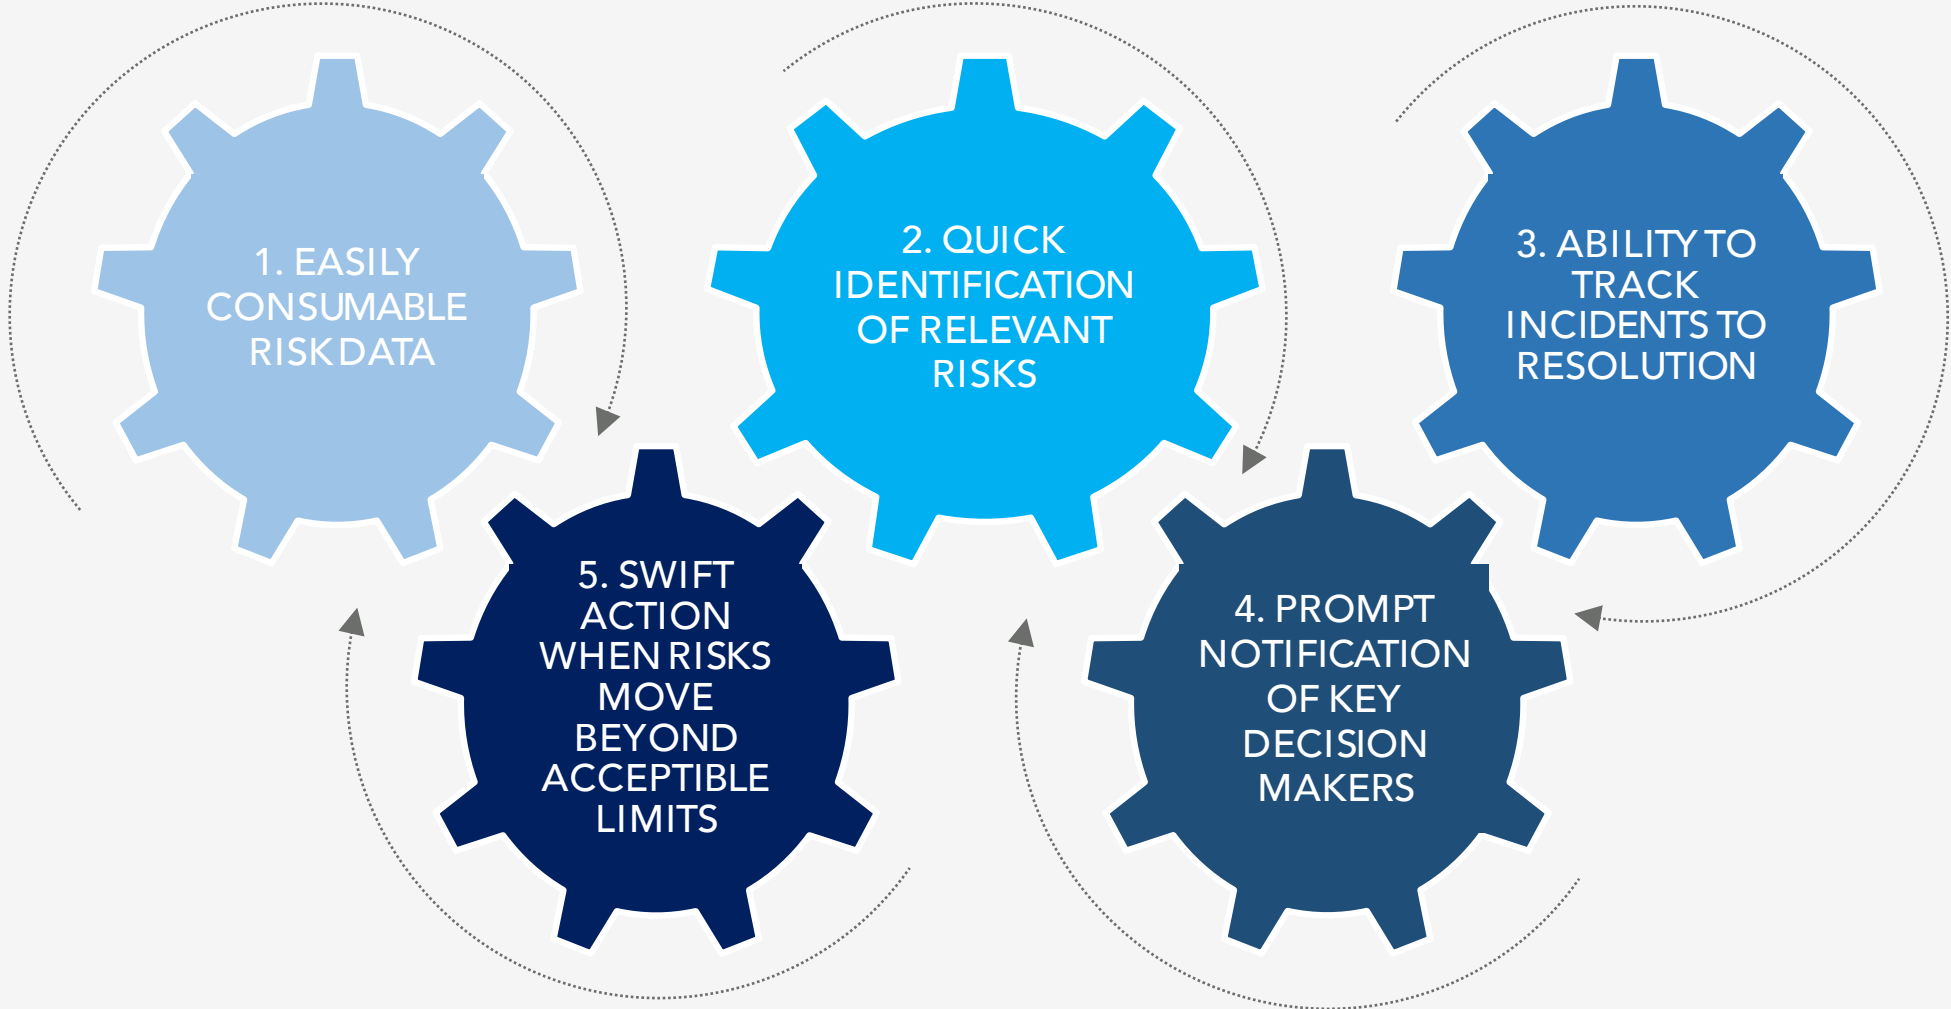 1. EASILY
CONSUMABLE
RISK DATA
2. QUICK
IDENTIFICATION
OF RELEVANT
RISKS
3. ABILITY TO
TRACK
INCIDENTS TO
RESOLUTION
4. PROMPT
NOTIFICATION
OF KEY
DECISION
MAKERS
5. SWIFT
ACTION
WHEN RISKS
MOVE
BEYOND
ACCEPTIBLE
LIMITS